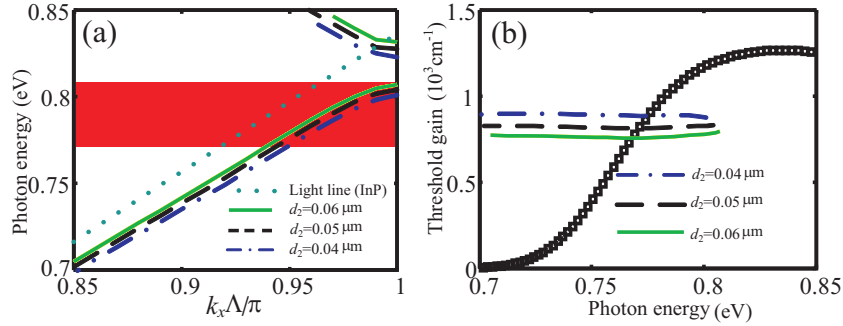 (a)
Photon energy (eV)
0.8
0.75
0.7
0.85
0.9
0.95
1
k_xΛ/π
Light line (InP)
d₂=0.06 μm
d₂=0.05 μm
d₂=0.04 μm
(b)
Threshold gain (10³cm⁻¹)
1.5
1
0.5
0
0.7
0.75
0.8
0.85
Photon energy (eV)
d₂=0.04 μm
d₂=0.05 μm
d₂=0.06 μm